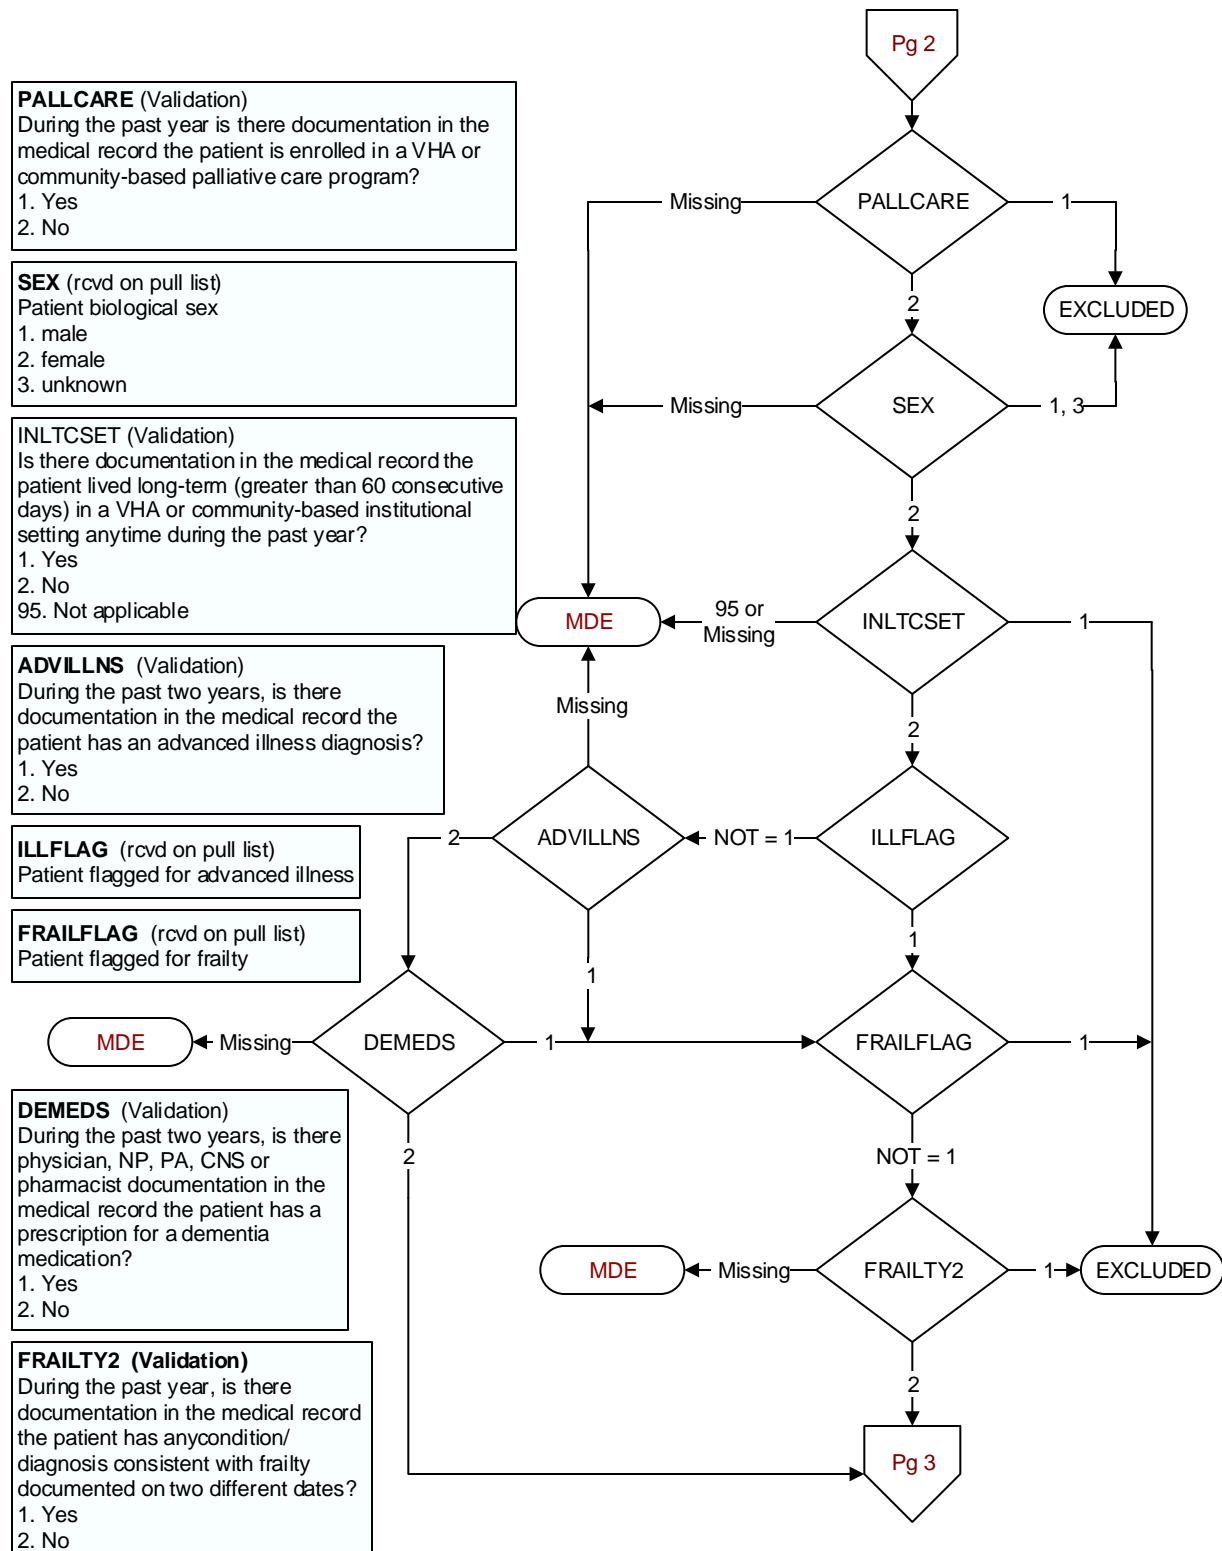 Pg 2
PALLCARE (Validation)
During the past year is there documentation in the
medical record the patient is enrolled in a VHA or
community-based palliative care program?
1. Yes
2. No
Missing
PALLCARE
1
2
EXCLUDED
SEX (rcvd on pull list)
Patient biological sex
1. male
2. female
3. unknown
Missing
SEX
1, 3
2
INLTCSET (Validation)
Is there documentation in the medical record the
patient lived long-term (greater than 60 consecutive
days) in a VHA or community-based institutional
setting anytime during the past year?
1. Yes
2. No
95. Not applicable
MDE
95 or
Missing
INLTCSET
1
2
ADVILLNS (Validation)
During the past two years, is there
documentation in the medical record the
patient has an advanced illness diagnosis?
1. Yes
2. No
Missing
2
ADVILLNS
NOT = 1
ILLFLAG
1
1
ILLFLAG (rcvd on pull list)
Patient flagged for advanced illness
FRAILFLAG (rcvd on pull list)
Patient flagged for frailty
MDE
Missing
DEMEDS
1
FRAILFLAG
1
2
NOT = 1
DEMEDS (Validation)
During the past two years, is there
physician, NP, PA, CNS or
pharmacist documentation in the
medical record the patient has a
prescription for a dementia
medication?
1. Yes
2. No
MDE
Missing
FRAILTY2
1
EXCLUDED
2
FRAILTY2 (Validation)
During the past year, is there
documentation in the medical record
the patient has anycondition/
diagnosis consistent with frailty
documented on two different dates?
1. Yes
2. No
Pg 3